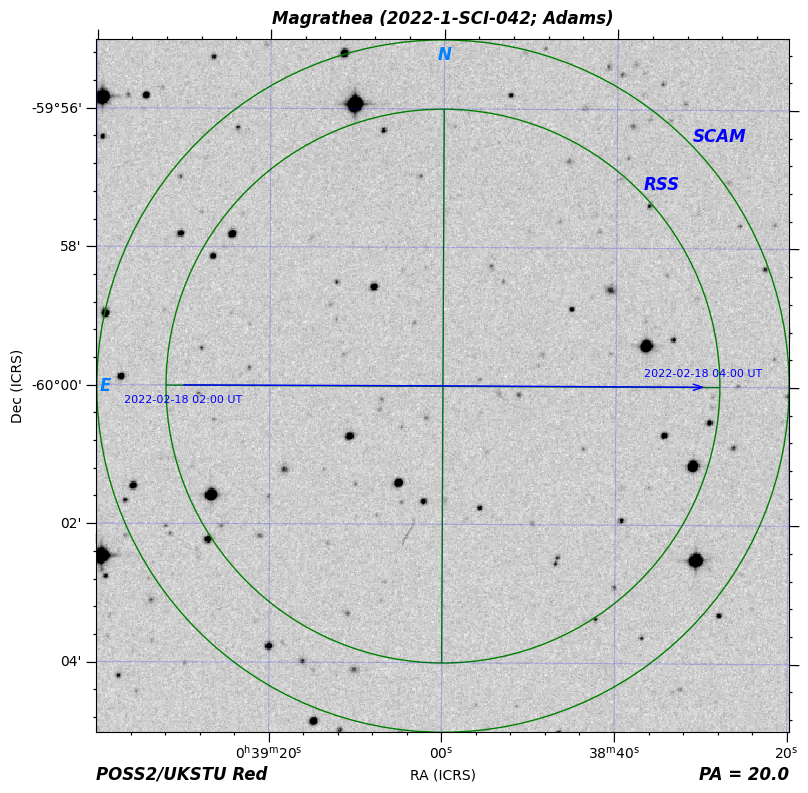 Magrathea (2022-1-SCI-042; Adams)
N
-59°56'
SCAM
RSS
58'
2022-02-18 04:00 UT
E
-60°00'
2022-02-18 02:00 UT
Dec (ICRS)
02'
04'
0ʰ39ᵐ20ˢ 00ˢ 38ᵐ40ˢ 20ˢ
POSS2/UKSTU Red RA (ICRS) PA = 20.0